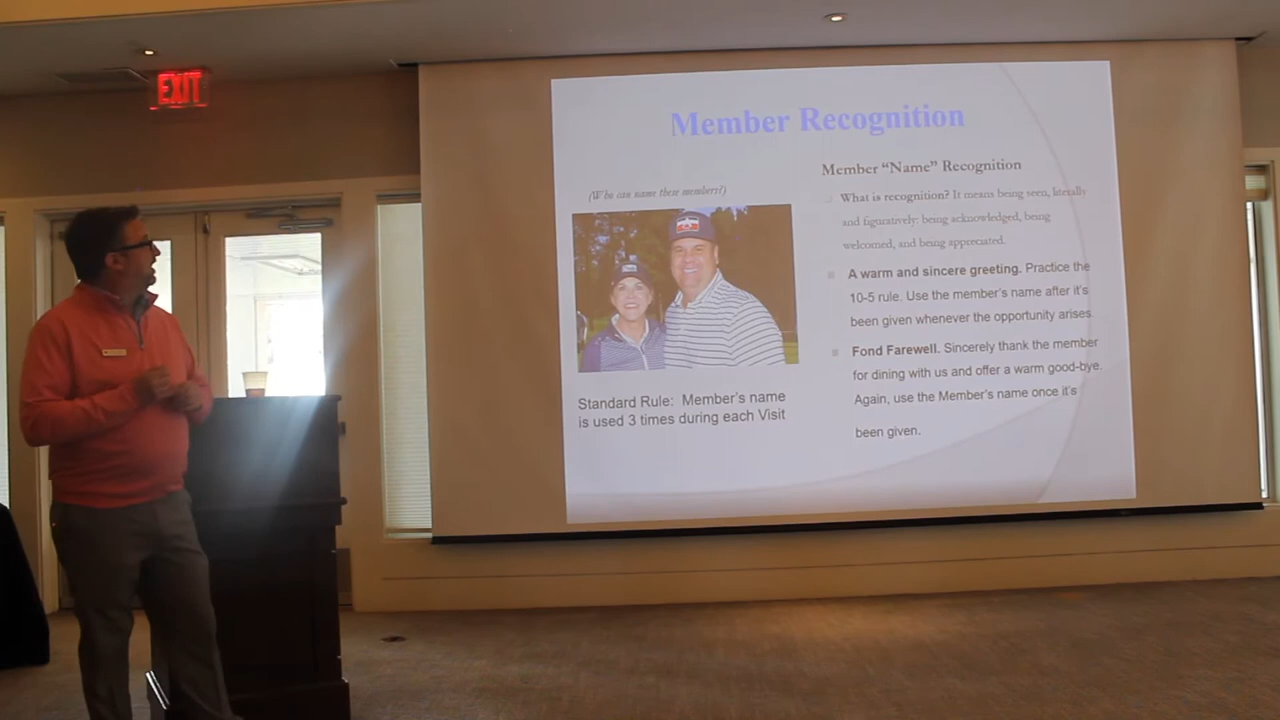 EXIT
Member Recognition
(Who can name these members?)
Standard Rule: Member's name
is used 3 times during each Visit
Member “Name” Recognition
What is recognition? It means being seen, literally
and figuratively: being acknowledged, being
welcomed, and being appreciated.
A warm and sincere greeting. Practice the
10-5 rule. Use the member's name after it's
been given whenever the opportunity arises.
Fond Farewell. Sincerely thank the member
for dining with us and offer a warm good-bye.
Again, use the Member's name once it's
been given.